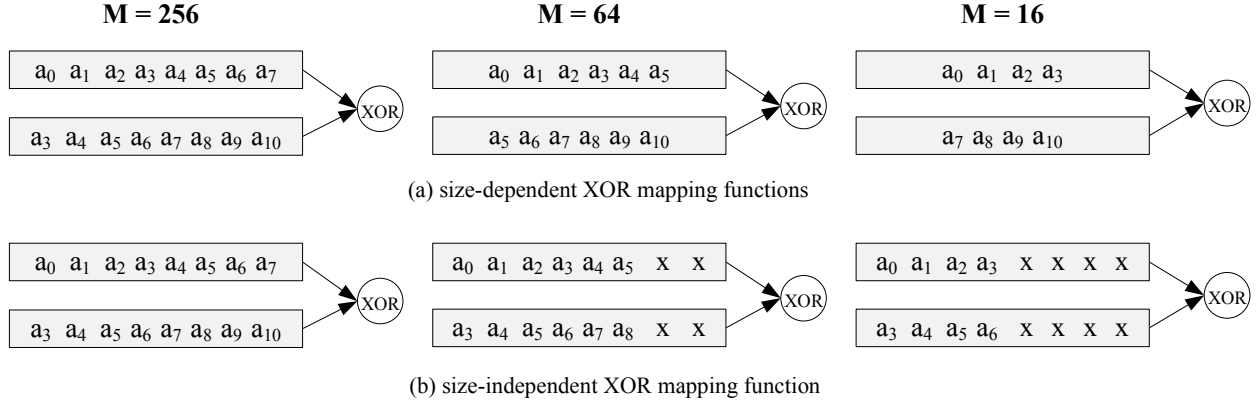 M = 256 M = 64 M = 16
a₀ a₁ a₂ a₃ a₄ a₅ a₆ a₇ a₀ a₁ a₂ a₃ a₄ a₅ a₀ a₁ a₂ a₃
XOR XOR XOR
a₃ a₄ a₅ a₆ a₇ a₈ a₉ a₁₀ a₅ a₆ a₇ a₈ a₉ a₁₀ a₇ a₈ a₉ a₁₀
(a) size-dependent XOR mapping functions
a₀ a₁ a₂ a₃ a₄ a₅ a₆ a₇ a₀ a₁ a₂ a₃ a₄ a₅ x x a₀ a₁ a₂ a₃ x x x x
XOR XOR XOR
a₃ a₄ a₅ a₆ a₇ a₈ a₉ a₁₀ a₃ a₄ a₅ a₆ a₇ a₈ x x a₃ a₄ a₅ a₆ x x x x
(b) size-independent XOR mapping function